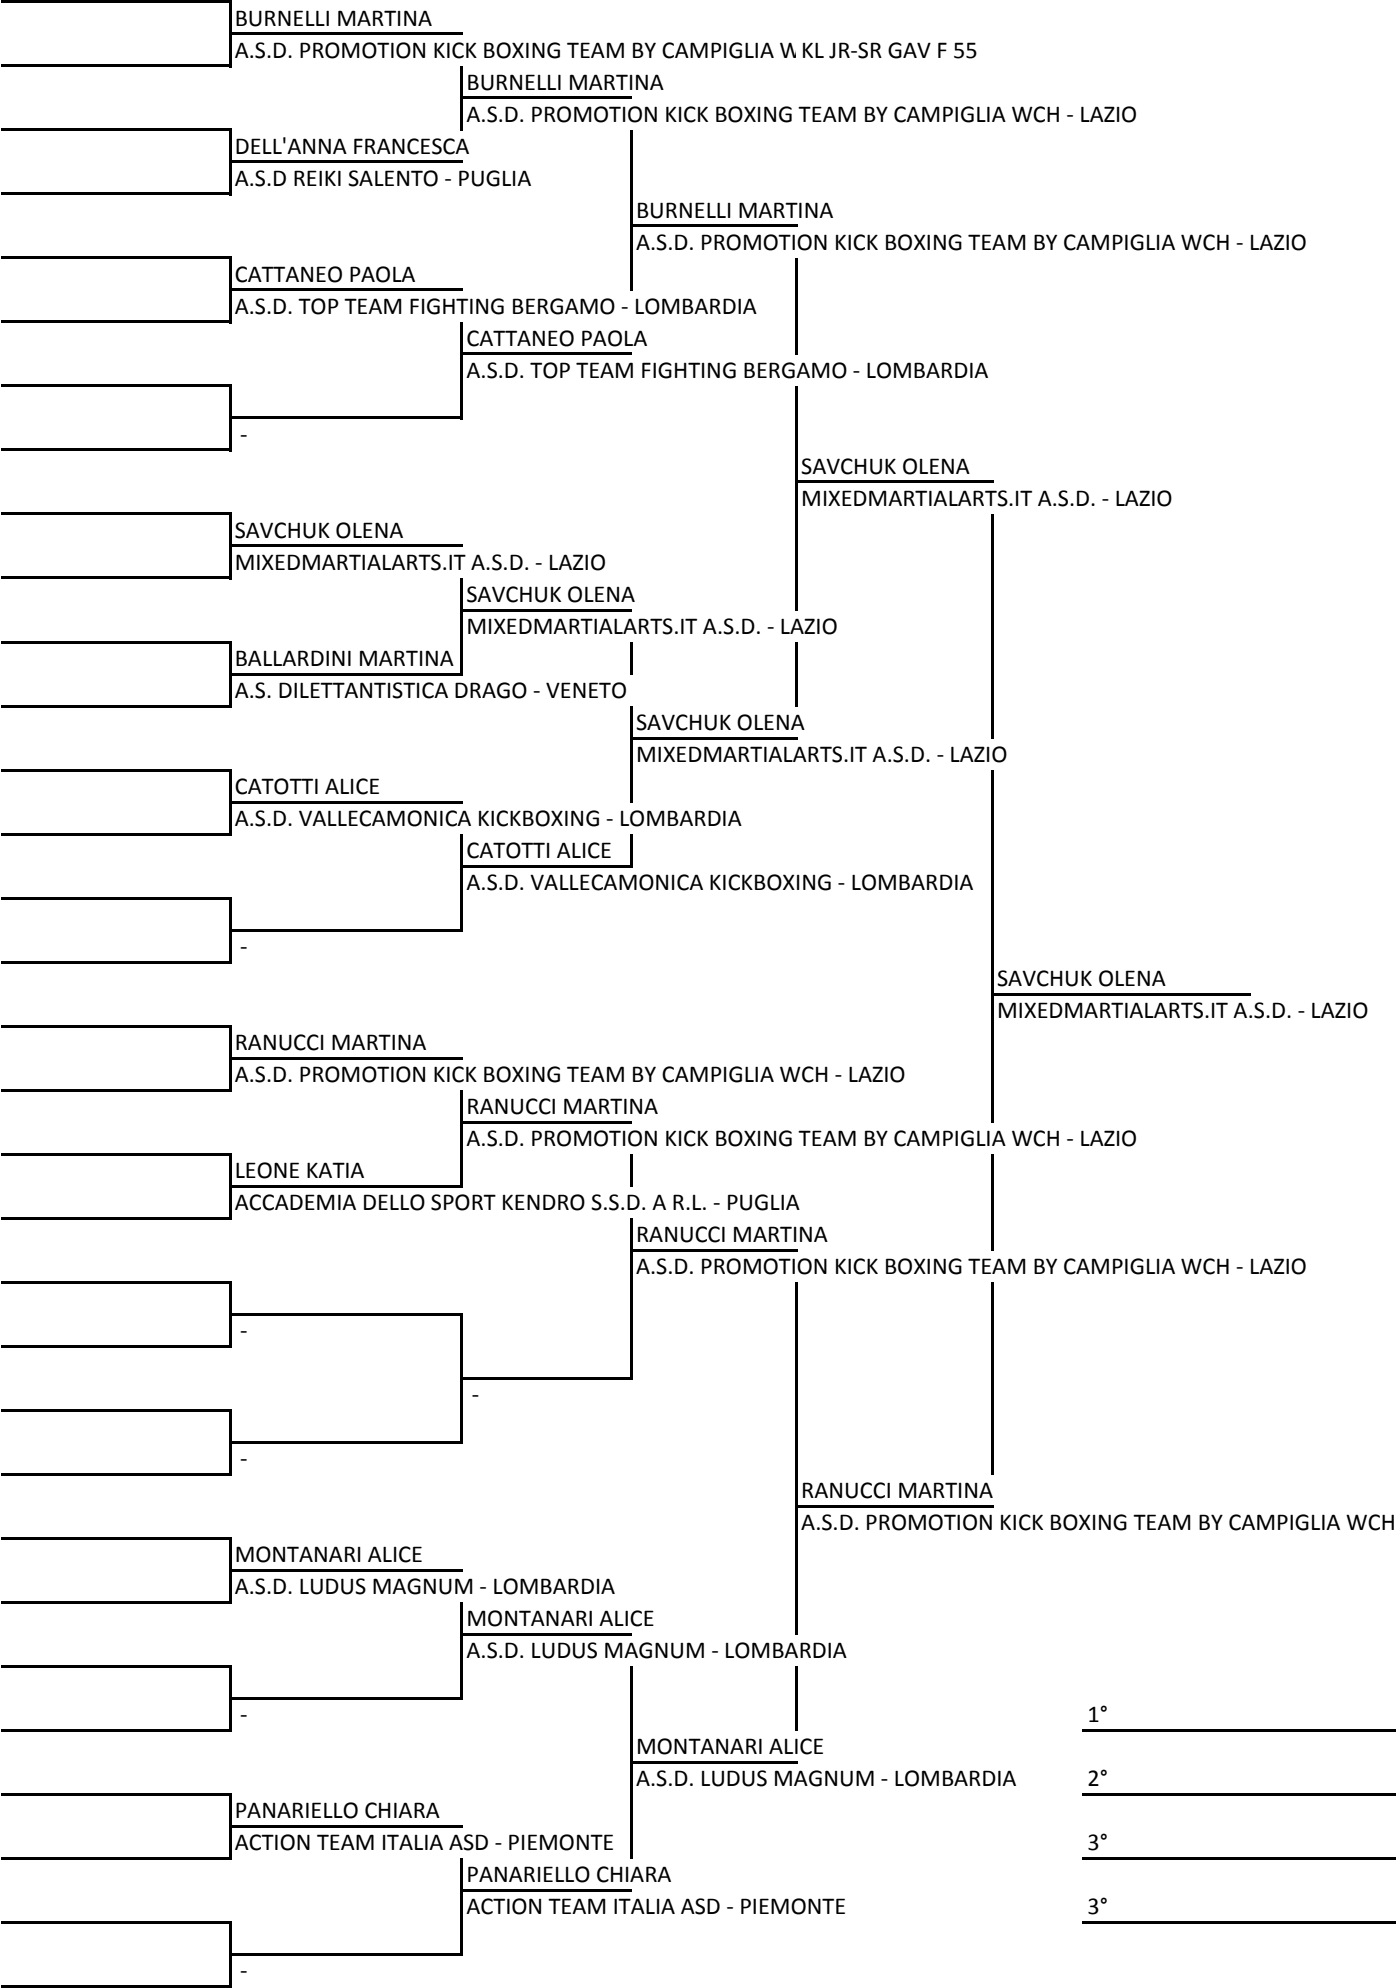 BURNELLI MARTINA
A.S.D. PROMOTION KICK BOXING TEAM BY CAMPIGLIA W KL JR-SR GAV F 55
BURNELLI MARTINA
A.S.D. PROMOTION KICK BOXING TEAM BY CAMPIGLIA WCH - LAZIO
DELL'ANNA FRANCESCA
A.S.D REIKI SALENTO - PUGLIA
BURNELLI MARTINA
A.S.D. PROMOTION KICK BOXING TEAM BY CAMPIGLIA WCH - LAZIO
CATTANEO PAOLA
A.S.D. TOP TEAM FIGHTING BERGAMO - LOMBARDIA
CATTANEO PAOLA
A.S.D. TOP TEAM FIGHTING BERGAMO - LOMBARDIA
-
SAVCHUK OLENA
MIXEDMARTIALARTS.IT A.S.D. - LAZIO
SAVCHUK OLENA
MIXEDMARTIALARTS.IT A.S.D. - LAZIO
SAVCHUK OLENA
MIXEDMARTIALARTS.IT A.S.D. - LAZIO
BALLARDINI MARTINA
A.S. DILETTANTISTICA DRAGO - VENETO
SAVCHUK OLENA
MIXEDMARTIALARTS.IT A.S.D. - LAZIO
CATOTTI ALICE
A.S.D. VALLECAMONICA KICKBOXING - LOMBARDIA
CATOTTI ALICE
A.S.D. VALLECAMONICA KICKBOXING - LOMBARDIA
-
SAVCHUK OLENA
MIXEDMARTIALARTS.IT A.S.D. - LAZIO
RANUCCI MARTINA
A.S.D. PROMOTION KICK BOXING TEAM BY CAMPIGLIA WCH - LAZIO
RANUCCI MARTINA
A.S.D. PROMOTION KICK BOXING TEAM BY CAMPIGLIA WCH - LAZIO
LEONE KATIA
ACCADEMIA DELLO SPORT KENDRO S.S.D. A R.L. - PUGLIA
RANUCCI MARTINA
A.S.D. PROMOTION KICK BOXING TEAM BY CAMPIGLIA WCH - LAZIO
-
-
-
RANUCCI MARTINA
A.S.D. PROMOTION KICK BOXING TEAM BY CAMPIGLIA WCH
MONTANARI ALICE
A.S.D. LUDUS MAGNUM - LOMBARDIA
MONTANARI ALICE
A.S.D. LUDUS MAGNUM - LOMBARDIA
-
1°
MONTANARI ALICE
A.S.D. LUDUS MAGNUM - LOMBARDIA
2°
PANARIELLO CHIARA
ACTION TEAM ITALIA ASD - PIEMONTE
3°
PANARIELLO CHIARA
ACTION TEAM ITALIA ASD - PIEMONTE
3°
-